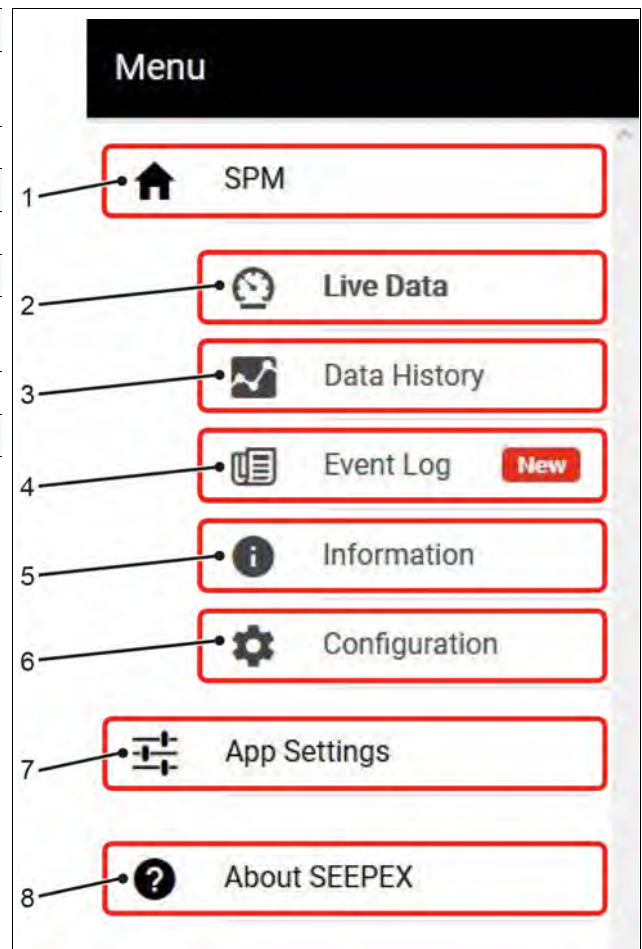 Menu
1 SPM
2 Live Data
3 Data History
4 Event Log New
5 Information
6 Configuration
7 App Settings
8 About SEEPEX